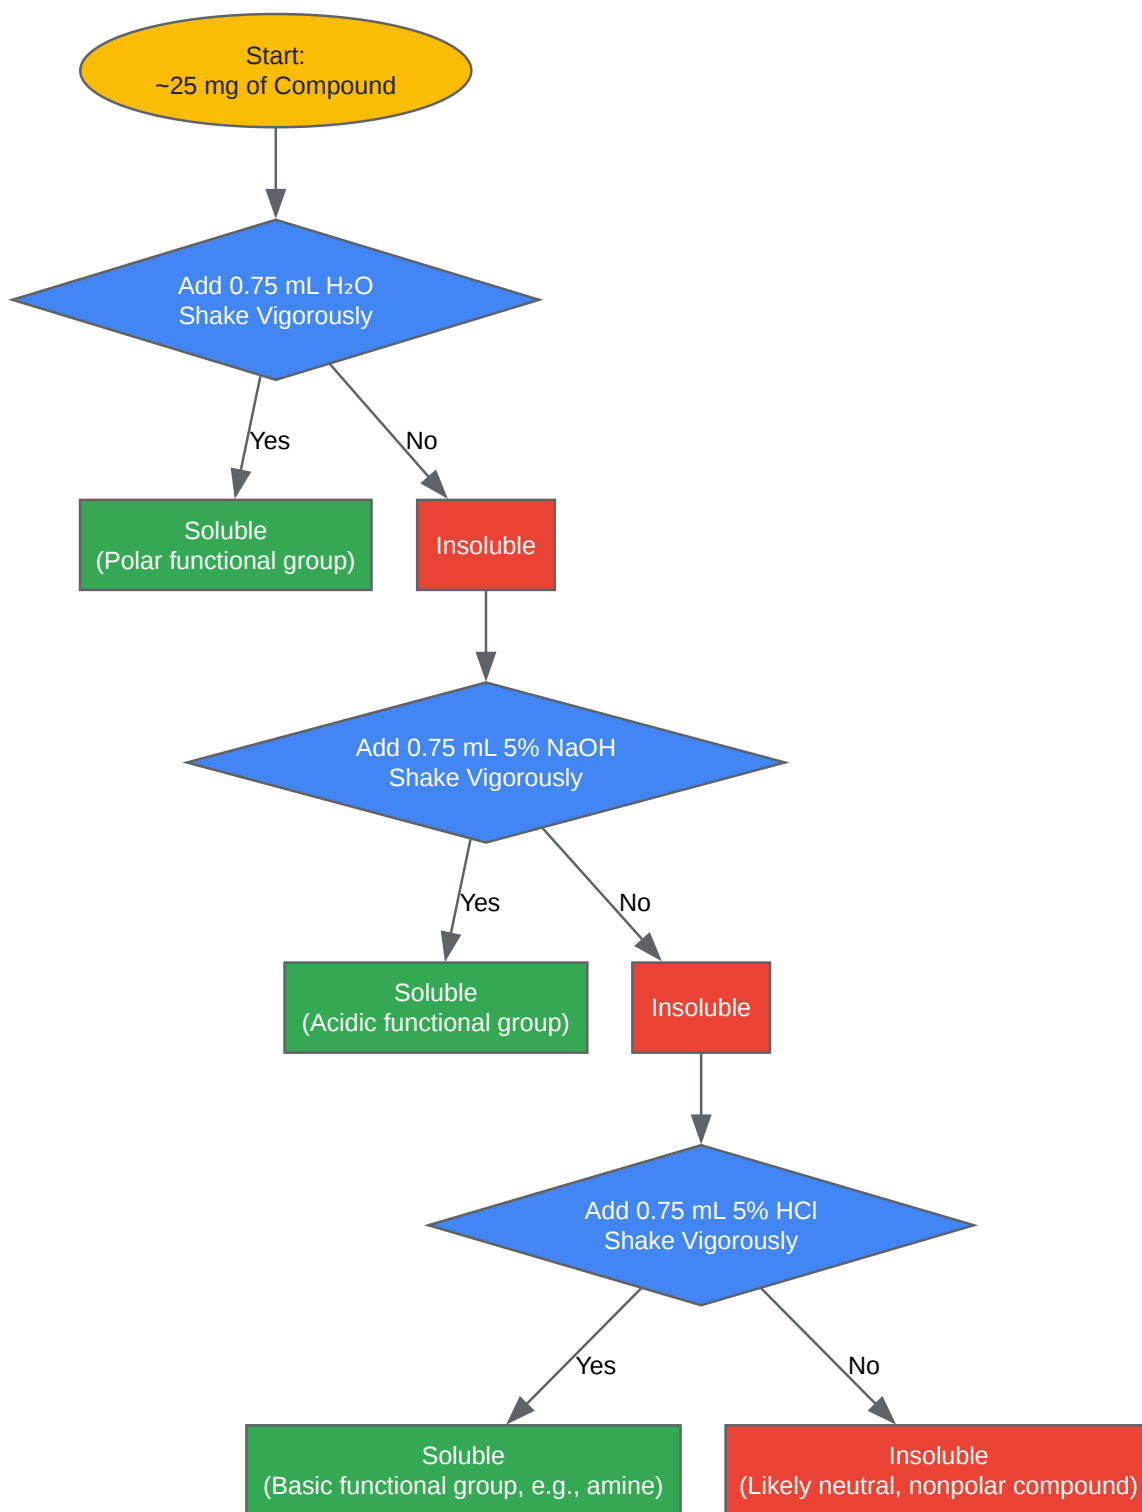 Start:
~25 mg of Compound
Add 0.75 mL H₂O
Shake Vigorously
Yes
No
Soluble
(Polar functional group)
Insoluble
Add 0.75 mL 5% NaOH
Shake Vigorously
Yes
No
Soluble
(Acidic functional group)
Insoluble
Add 0.75 mL 5% HCl
Shake Vigorously
Yes
No
Soluble
(Basic functional group, e.g., amine)
Insoluble
(Likely neutral, nonpolar compound)